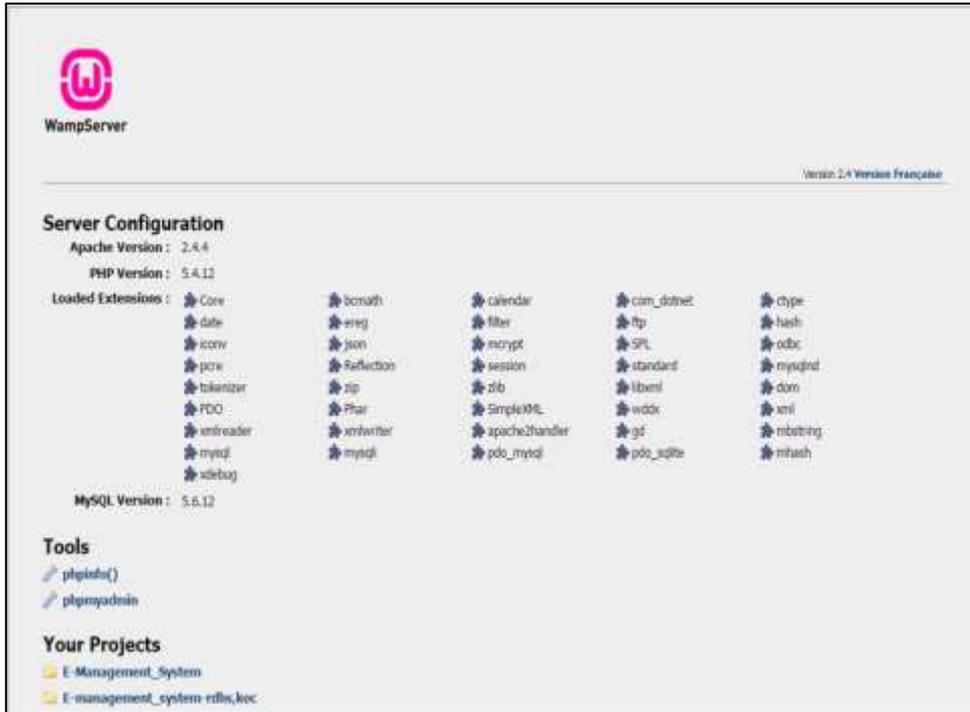 WampServer
Version 2.4 Version Française
Server Configuration
Apache Version : 2.4.4
PHP Version : 5.4.12
Loaded Extensions : Core bcmath calendar com_dotnet ctype
date ereg filter ftp hash
iconv json mcrypt SPL odbc
pcre Reflection session standard mysqlnd
tokenizer zip zlib libxml dom
PDO Phar SimpleXML wddx xml
xmlreader xmlwriter apache2handler gd mbstring
mysql mysqli pdo_mysql pdo_sqlite mhash
xdebug
MySQL Version : 5.6.12
Tools
phpinfo()
phpmyadmin
Your Projects
E-Management_System